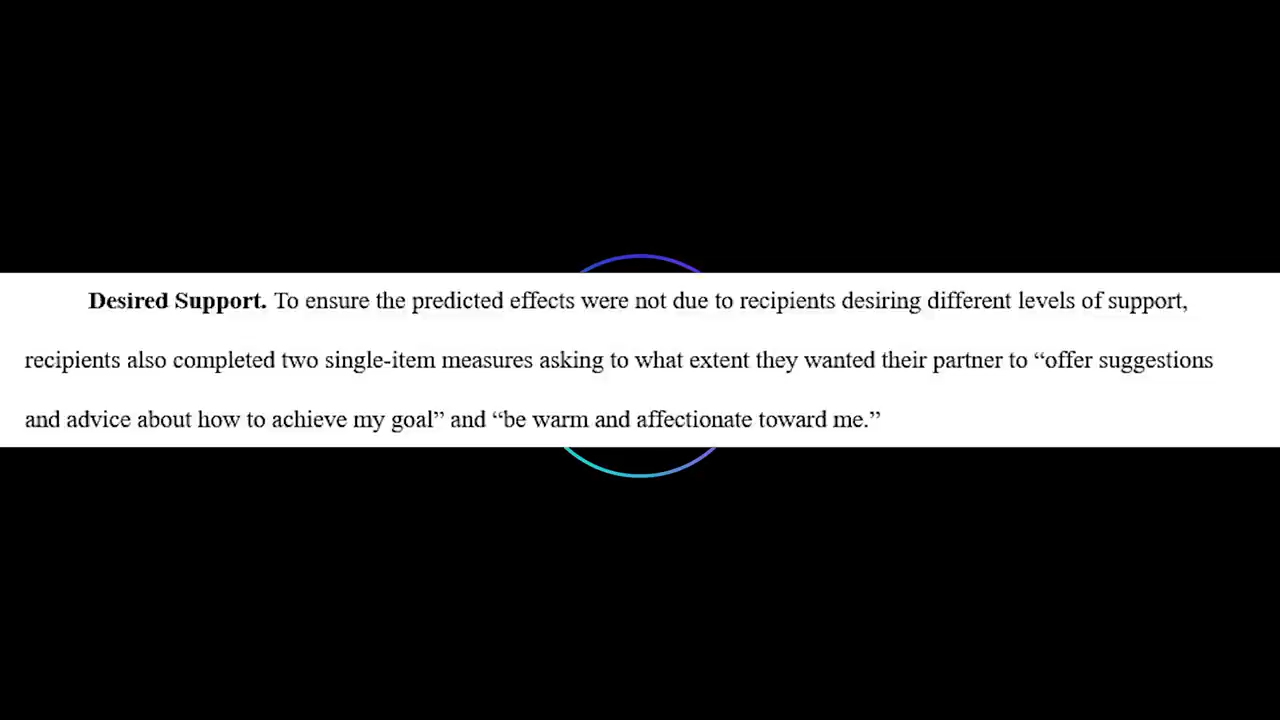 Desired Support. To ensure the predicted effects were not due to recipients desiring different levels of support,
recipients also completed two single-item measures asking to what extent they wanted their partner to “offer suggestions
and advice about how to achieve my goal” and “be warm and affectionate toward me.”